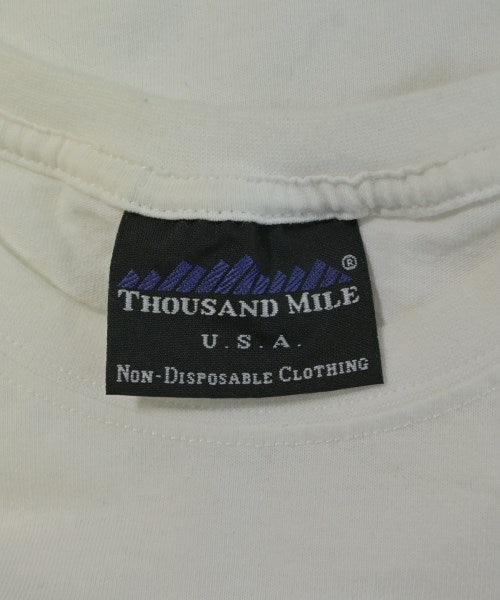 ®
THOUSAND MILE
U.S.A.
NON-DISPOSABLE CLOTHING